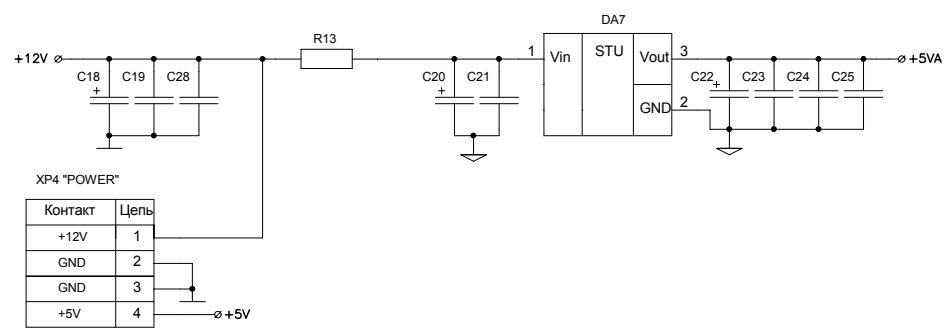 DA7
R13
+12V
1
Vin
STU
Vout
3
+5VA
C18
+
C19
C28
C20
+
C21
GND
2
C22
+
C23
C24
C25
XP4 "POWER"
Контакт Цепь
+12V 1
GND 2
GND 3
+5V 4
+5V